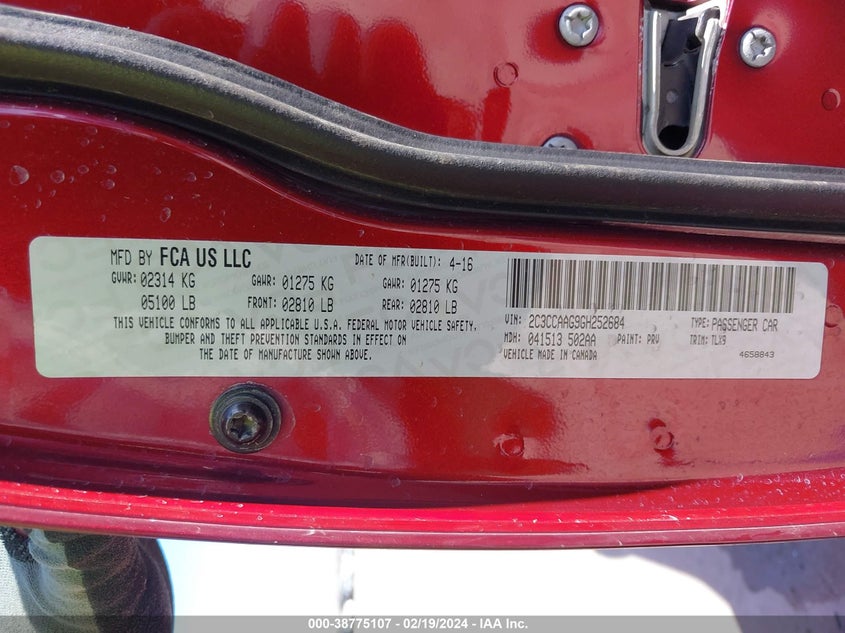 MFD BY FCA US LLC DATE OF MFR(BUILT): 4-16
GVWR: 02314 KG GAWR: 01275 KG GAWR: 01275 KG
05100 LB FRONT: 02810 LB REAR: 02810 LB
THIS VEHICLE CONFORMS TO ALL APPLICABLE U.S.A. FEDERAL MOTOR VEHICLE SAFETY.
BUMPER AND THEFT PREVENTION STANDARDS IN EFFECT ON
THE DATE OF MANUFACTURE SHOWN ABOVE.
VIN: 2C3CCAAG9GH252684 TYPE: PASSENGER CAR
MDH: 041513 502AA PAINT: PRV TRIM: TLX9
VEHICLE MADE IN CANADA 4658843
000-38775107 - 02/19/2024 - IAA Inc.